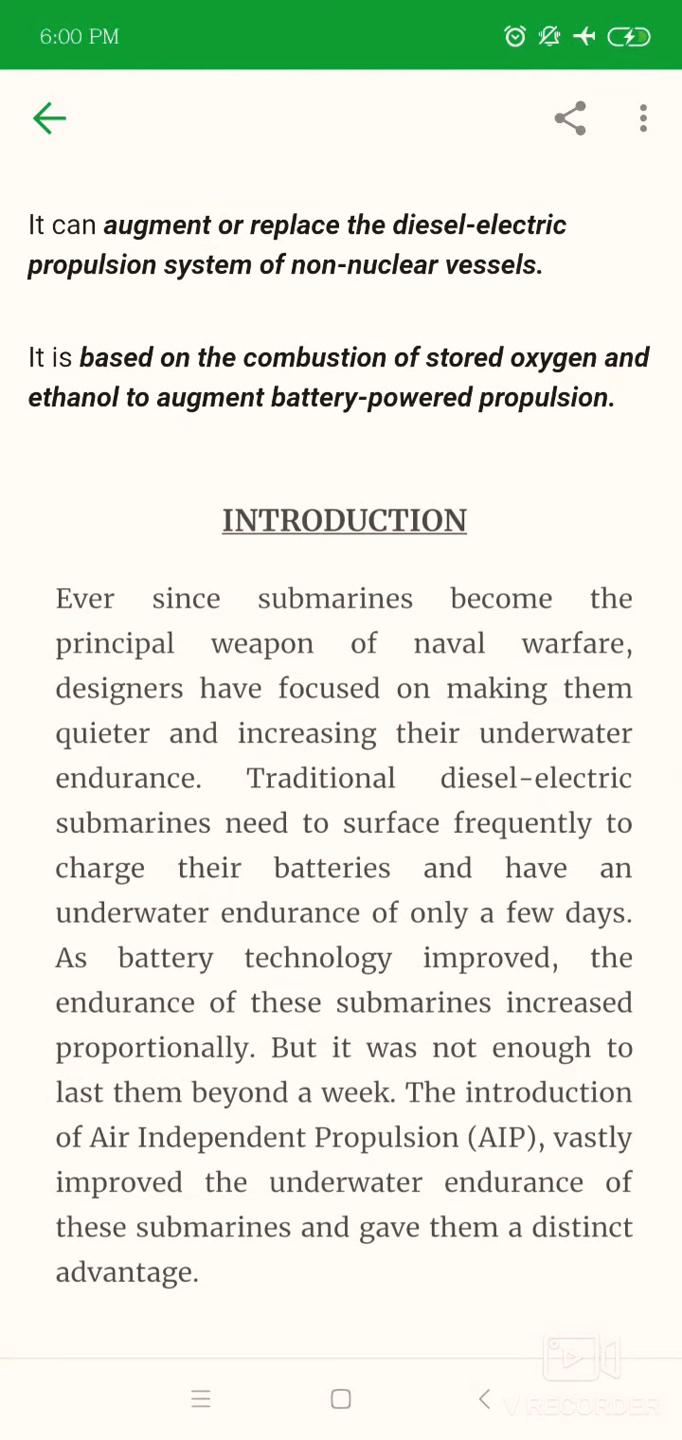 6:00 PM
It can augment or replace the diesel-electric
propulsion system of non-nuclear vessels.
It is based on the combustion of stored oxygen and
ethanol to augment battery-powered propulsion.
INTRODUCTION
Ever since submarines become the
principal weapon of naval warfare,
designers have focused on making them
quieter and increasing their underwater
endurance. Traditional diesel-electric
submarines need to surface frequently to
charge their batteries and have an
underwater endurance of only a few days.
As battery technology improved, the
endurance of these submarines increased
proportionally. But it was not enough to
last them beyond a week. The introduction
of Air Independent Propulsion (AIP), vastly
improved the underwater endurance of
these submarines and gave them a distinct
advantage.
V RECORDER